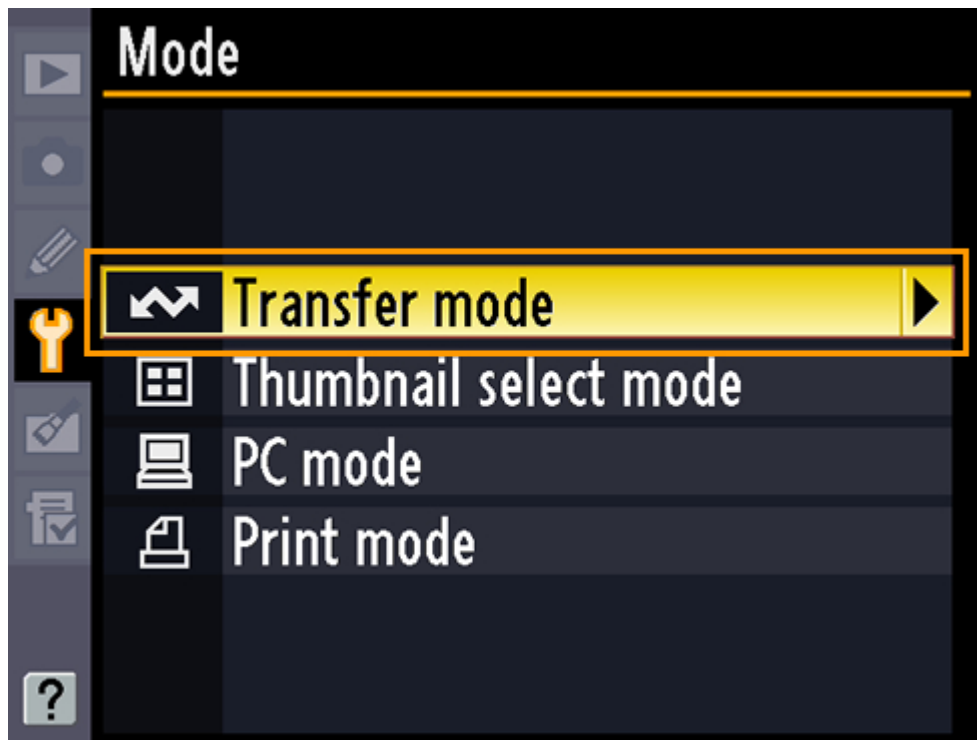 Mode
Transfer mode
Thumbnail select mode
PC mode
Print mode
?